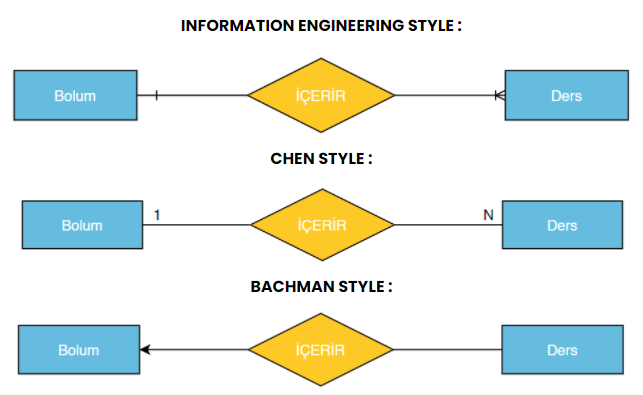 INFORMATION ENGINEERING STYLE :
Bolum İÇERİR Ders
CHEN STYLE :
Bolum 1 İÇERİR N Ders
BACHMAN STYLE :
Bolum İÇERİR Ders